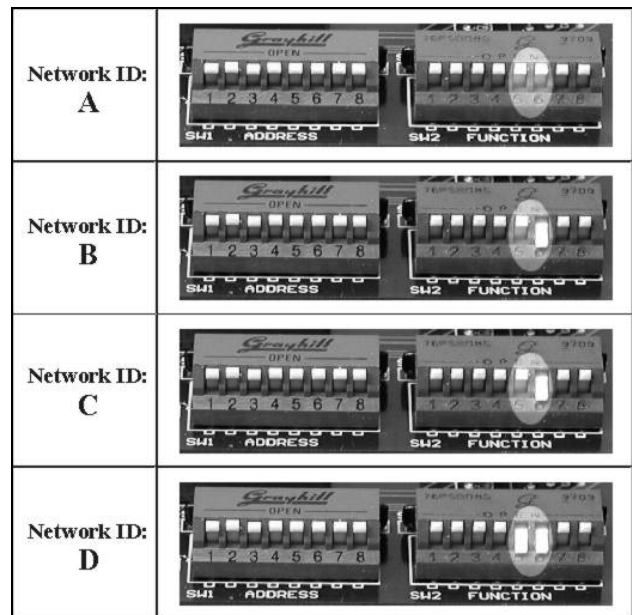 Network ID:
A
Grayhill
OPEN
1 2 3 4 5 6 7 8
SW1 ADDRESS
SW2 FUNCTION
Network ID:
B
Grayhill
OPEN
1 2 3 4 5 6 7 8
SW1 ADDRESS
SW2 FUNCTION
Network ID:
C
Grayhill
OPEN
1 2 3 4 5 6 7 8
SW1 ADDRESS
SW2 FUNCTION
Network ID:
D
Grayhill
OPEN
1 2 3 4 5 6 7 8
SW1 ADDRESS
SW2 FUNCTION